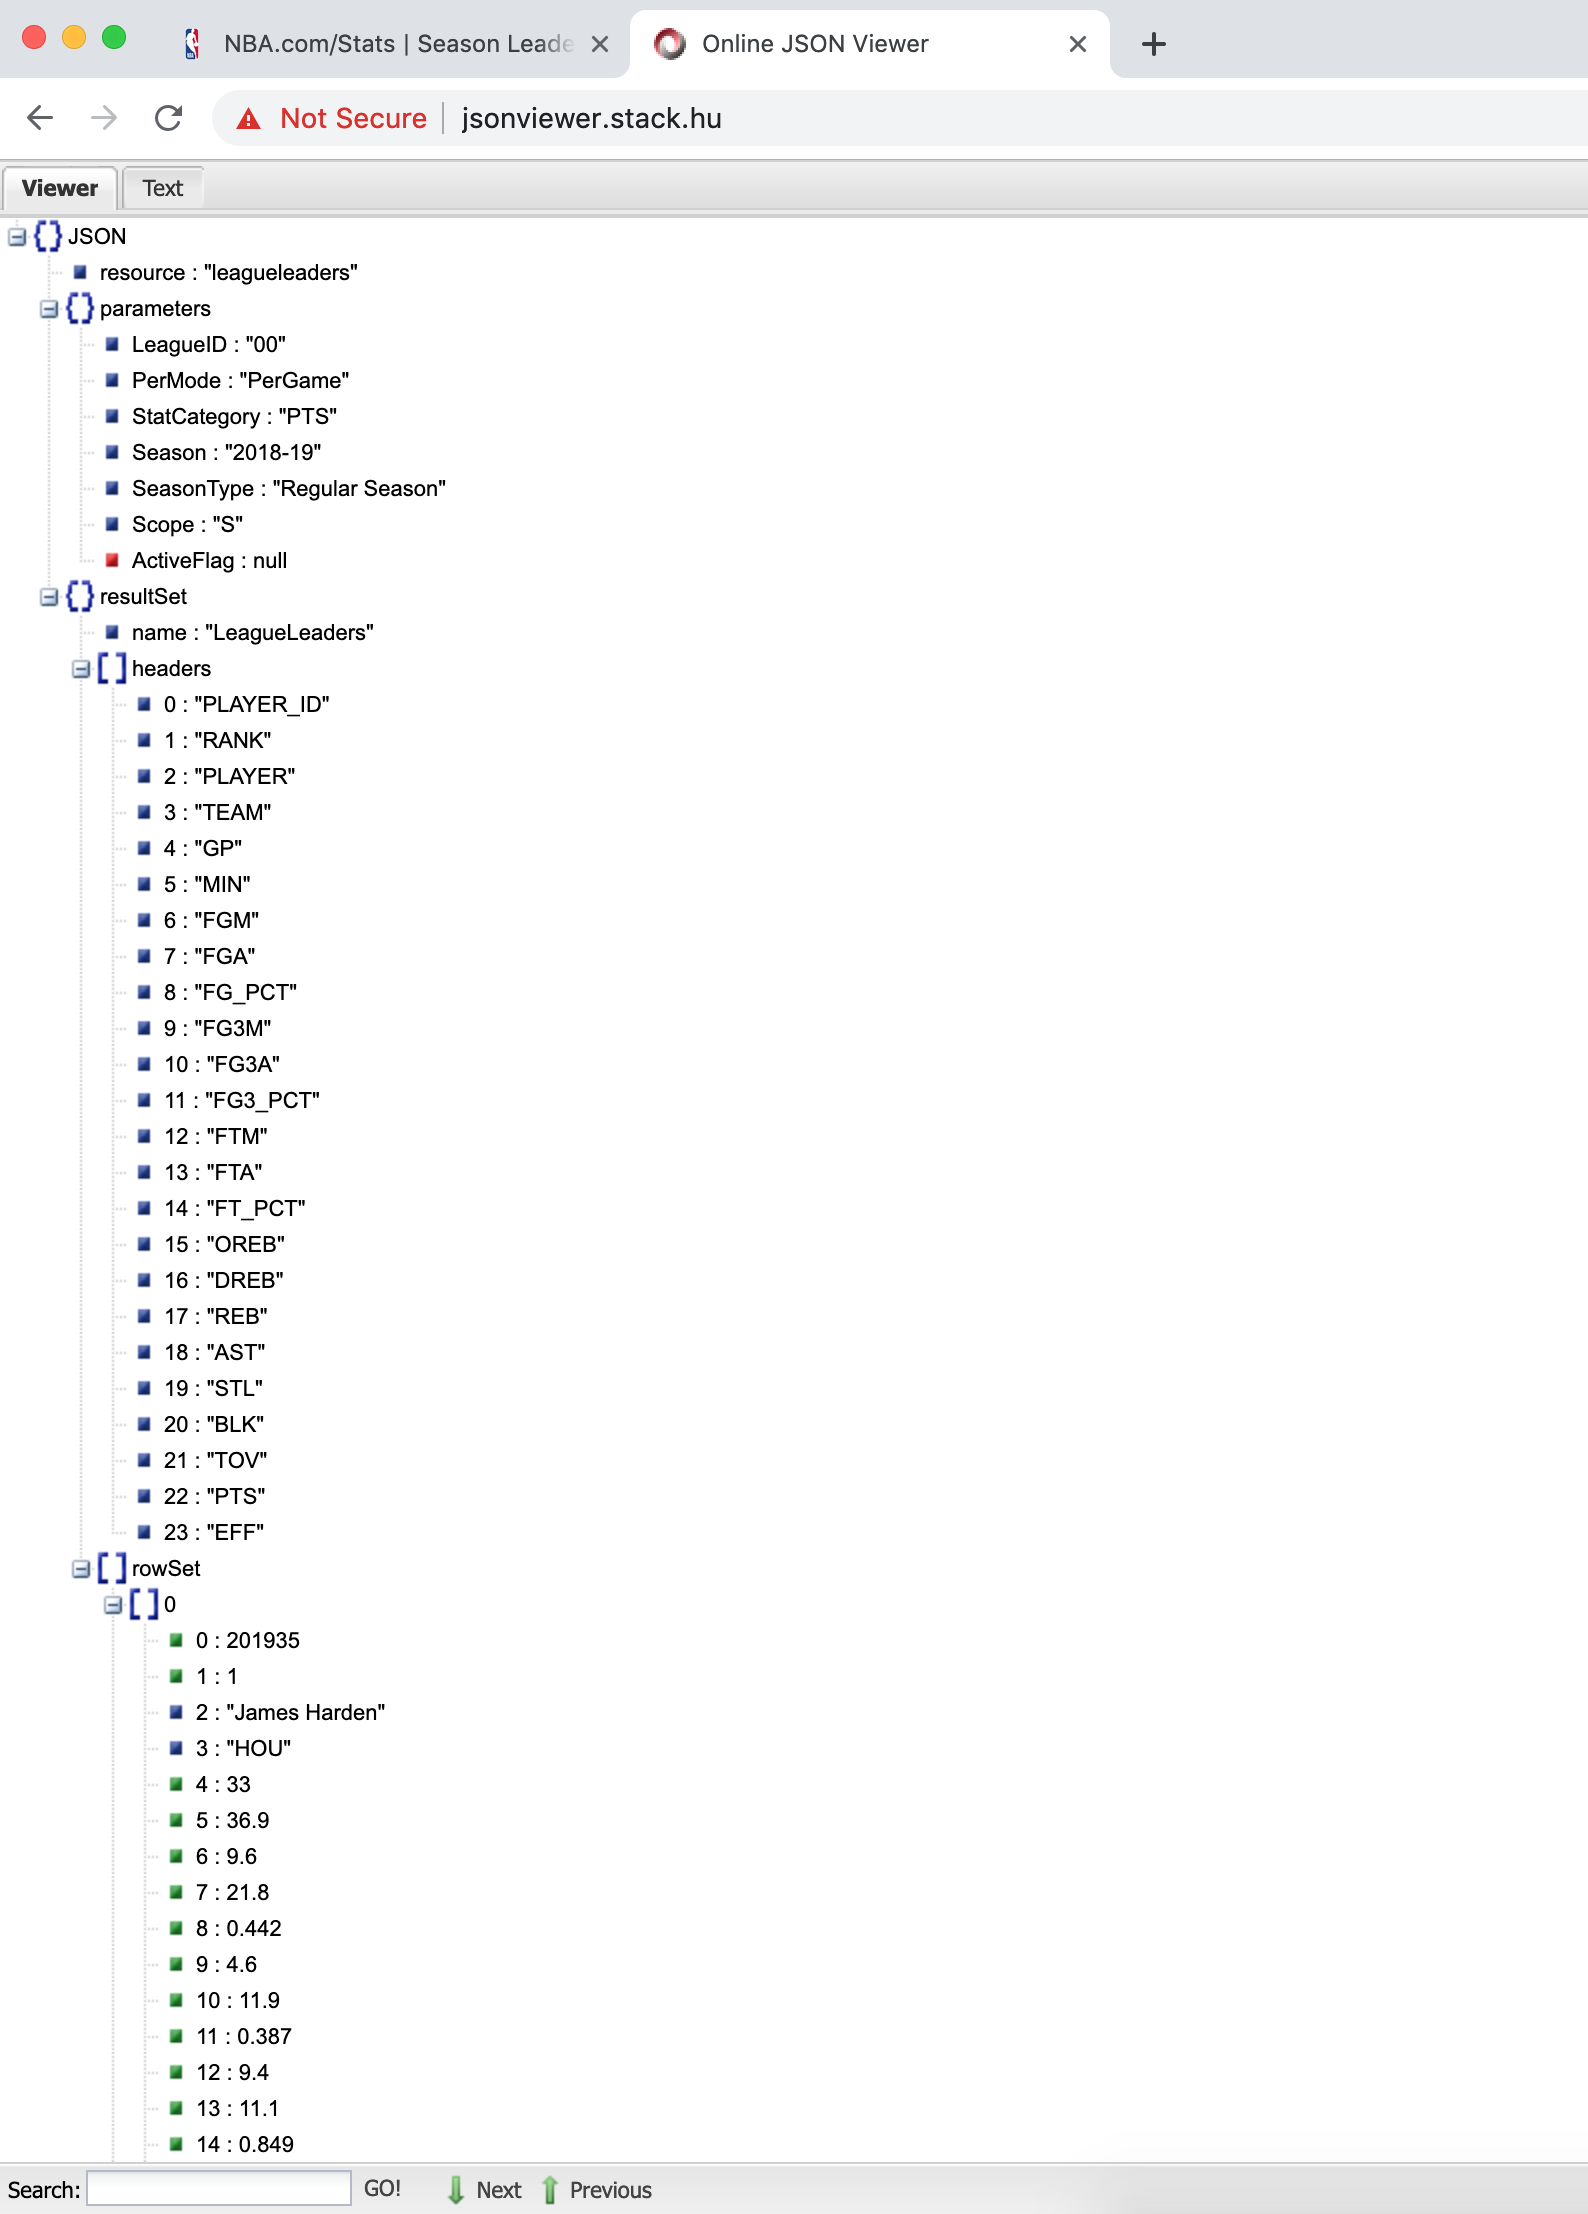 NBA.com/Stats | Season Leade
Online JSON Viewer
Not Secure
jsonviewer.stack.hu
Viewer
Text
JSON
resource : "leagueleaders"
parameters
LeagueID : "00"
PerMode : "PerGame"
StatCategory : "PTS"
Season : "2018-19"
SeasonType : "Regular Season"
Scope : "S"
ActiveFlag : null
resultSet
name : "LeagueLeaders"
headers
0 : "PLAYER_ID"
1 : "RANK"
2 : "PLAYER"
3 : "TEAM"
4 : "GP"
5 : "MIN"
6 : "FGM"
7 : "FGA"
8 : "FG_PCT"
9 : "FG3M"
10 : "FG3A"
11 : "FG3_PCT"
12 : "FTM"
13 : "FTA"
14 : "FT_PCT"
15 : "OREB"
16 : "DREB"
17 : "REB"
18 : "AST"
19 : "STL"
20 : "BLK"
21 : "TOV"
22 : "PTS"
23 : "EFF"
rowSet
0
0 : 201935
1 : 1
2 : "James Harden"
3 : "HOU"
4 : 33
5 : 36.9
6 : 9.6
7 : 21.8
8 : 0.442
9 : 4.6
10 : 11.9
11 : 0.387
12 : 9.4
13 : 11.1
14 : 0.849
Search: GO! Next Previous